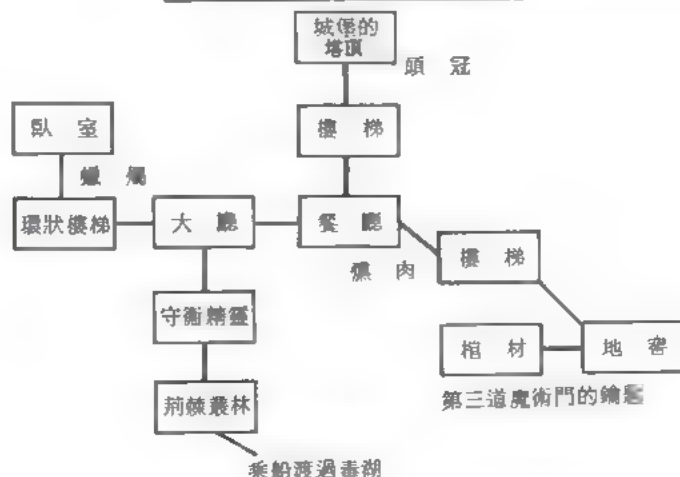 城堡的
塔頂
頭冠
臥室
樓梯
蠟燭
環狀樓梯
大廳
餐廳
樓梯
燻肉
守衛精靈
棺材
地窖
第三道魔術門的鑰匙
荊棘叢林
乘船渡過毒湖